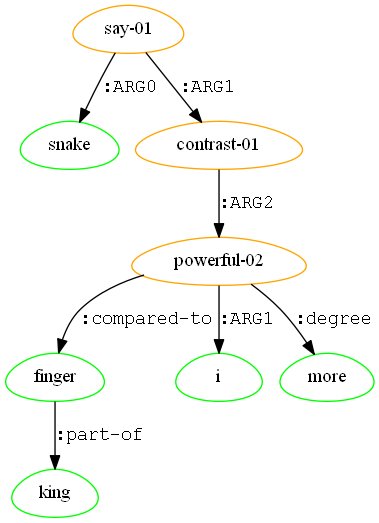 say-01
:ARG0 :ARG1
snake contrast-01
:ARG2
powerful-02
:compared-to :ARG1 :degree
finger i more
:part-of
king